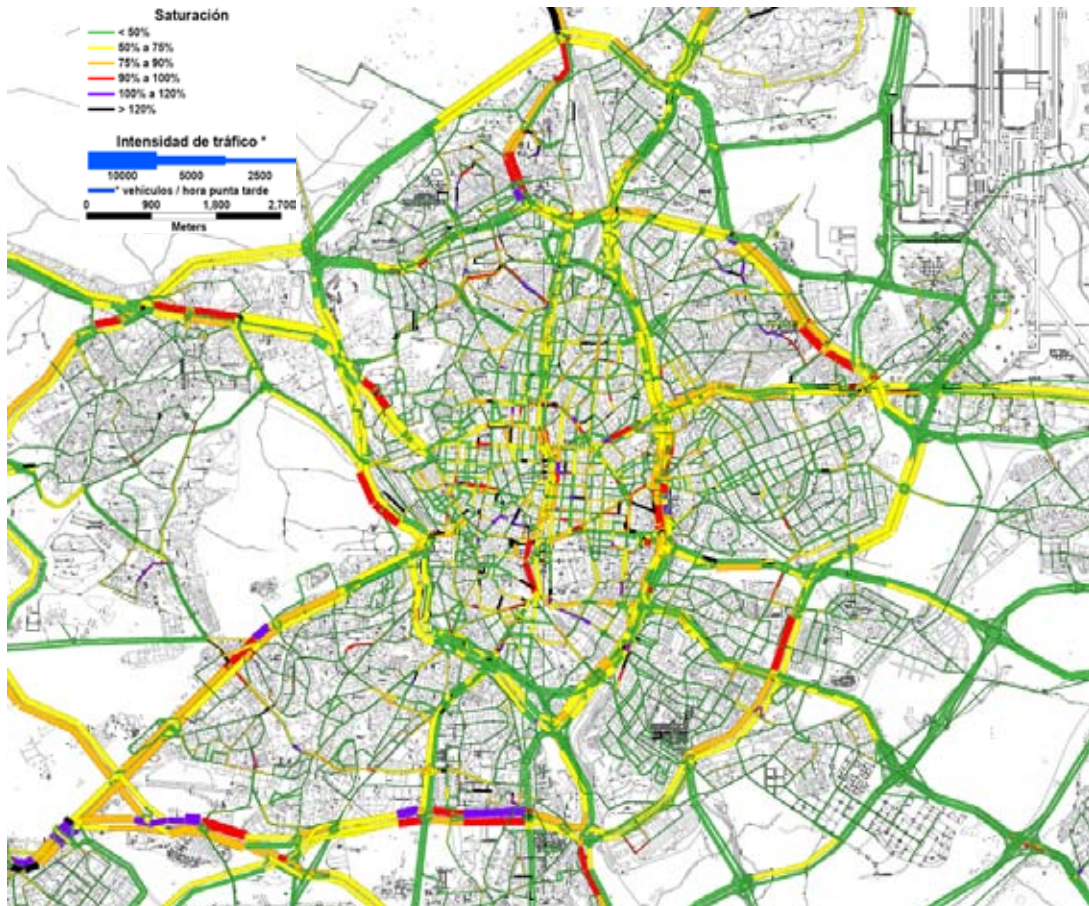 Saturación
< 50%
50% a 75%
75% a 90%
90% a 100%
100% a 120%
> 120%
Intensidad de tráfico *
10000 5000 2500
* vehiculos / hora punta tarde
0 900 1,800 2,700
Meters